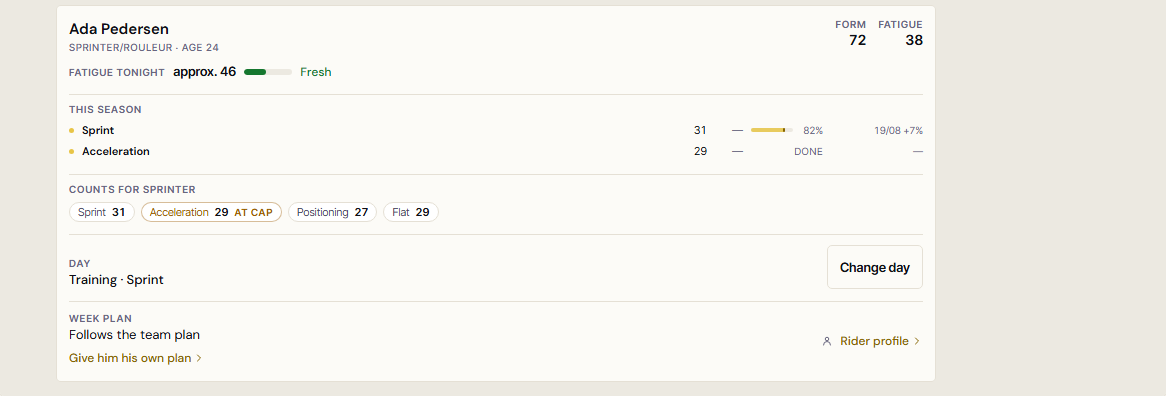 Ada Pedersen
SPRINTER/ROULEUR · AGE 24
FORM FATIGUE
72 38
FATIGUE TONIGHT approx. 46 Fresh
THIS SEASON
Sprint 31 — 82% 19/08 +7%
Acceleration 29 — DONE —
COUNTS FOR SPRINTER
Sprint 31 Acceleration 29 AT CAP Positioning 27 Flat 29
DAY
Training · Sprint
Change day
WEEK PLAN
Follows the team plan
Give him his own plan >
Rider profile >